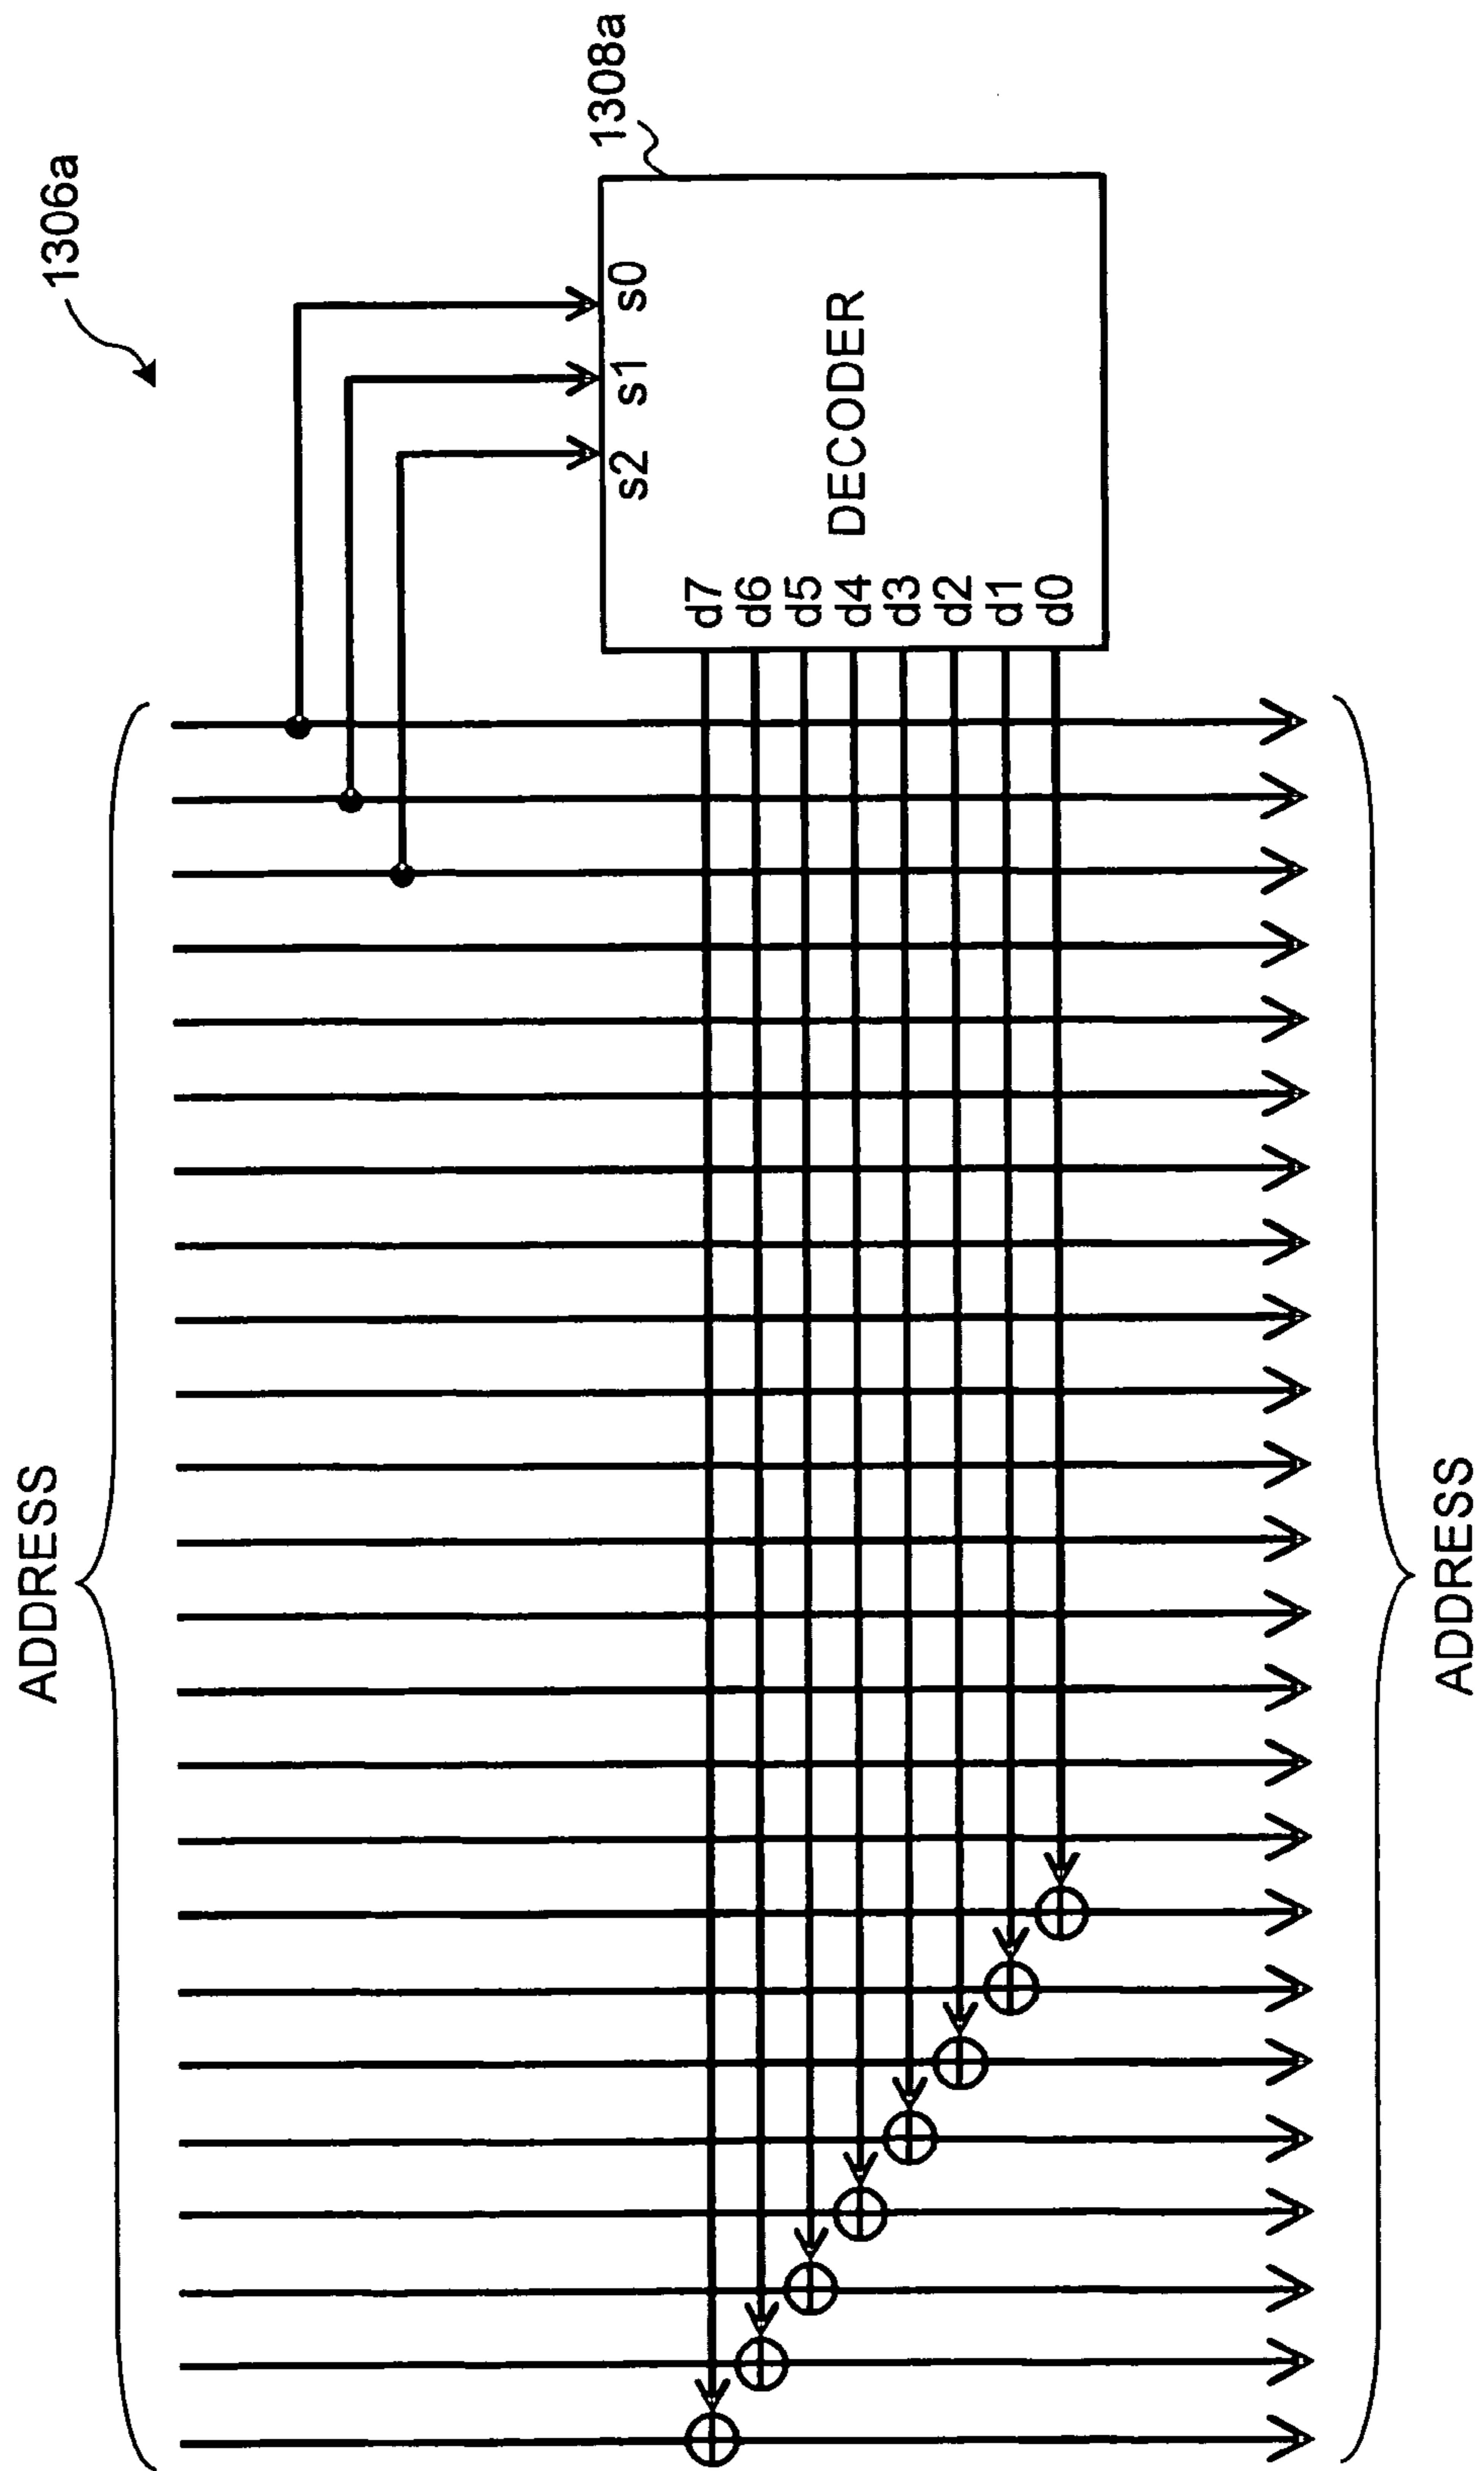 1306a
ADDRESS
1308a
s2 s1 s0
DECODER
d7
d6
d5
d4
d3
d2
d1
d0
ADDRESS